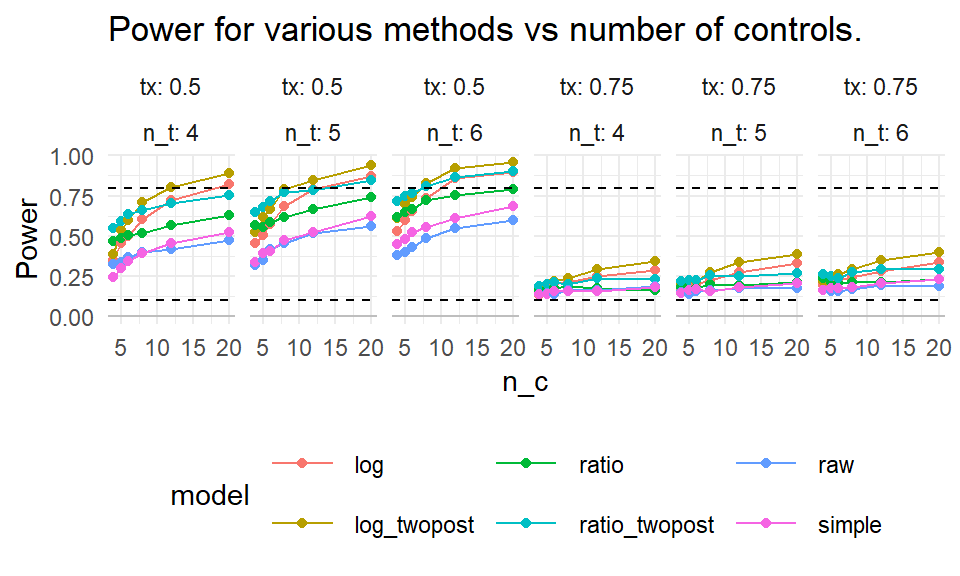 Power for various methods vs number of controls.
tx: 0.5 tx: 0.5 tx: 0.5 tx: 0.75 tx: 0.75 tx: 0.75
n_t: 4 n_t: 5 n_t: 6 n_t: 4 n_t: 5 n_t: 6
1.00
0.75
0.50
0.25
0.00
Power
5 10 15 20 5 10 15 20 5 10 15 20 5 10 15 20 5 10 15 20 5 10 15 20
n_c
model
log ratio raw
log_twopost ratio_twopost simple